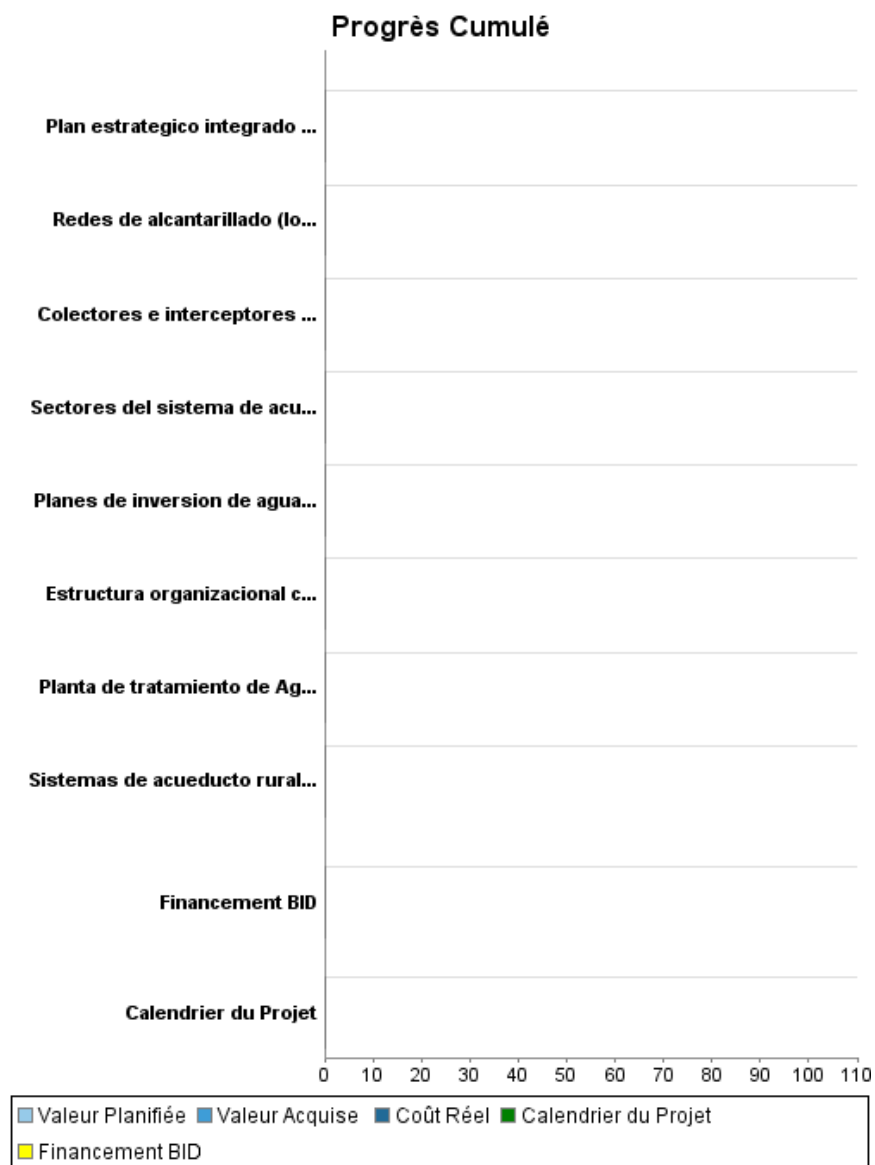 Progrès Cumulé
Plan estrategico integrado ...
Redes de alcantarillado (lo...
Colectores e interceptores ...
Sectores del sistema de acu...
Planes de inversion de agua...
Estructura organizacional c...
Planta de tratamiento de Ag...
Sistemas de acueducto rural...
Financement BID
Calendrier du Projet
0 10 20 30 40 50 60 70 80 90 100 110
Valeur Planifiée Valeur Acquise Coût Réel Calendrier du Projet
Financement BID